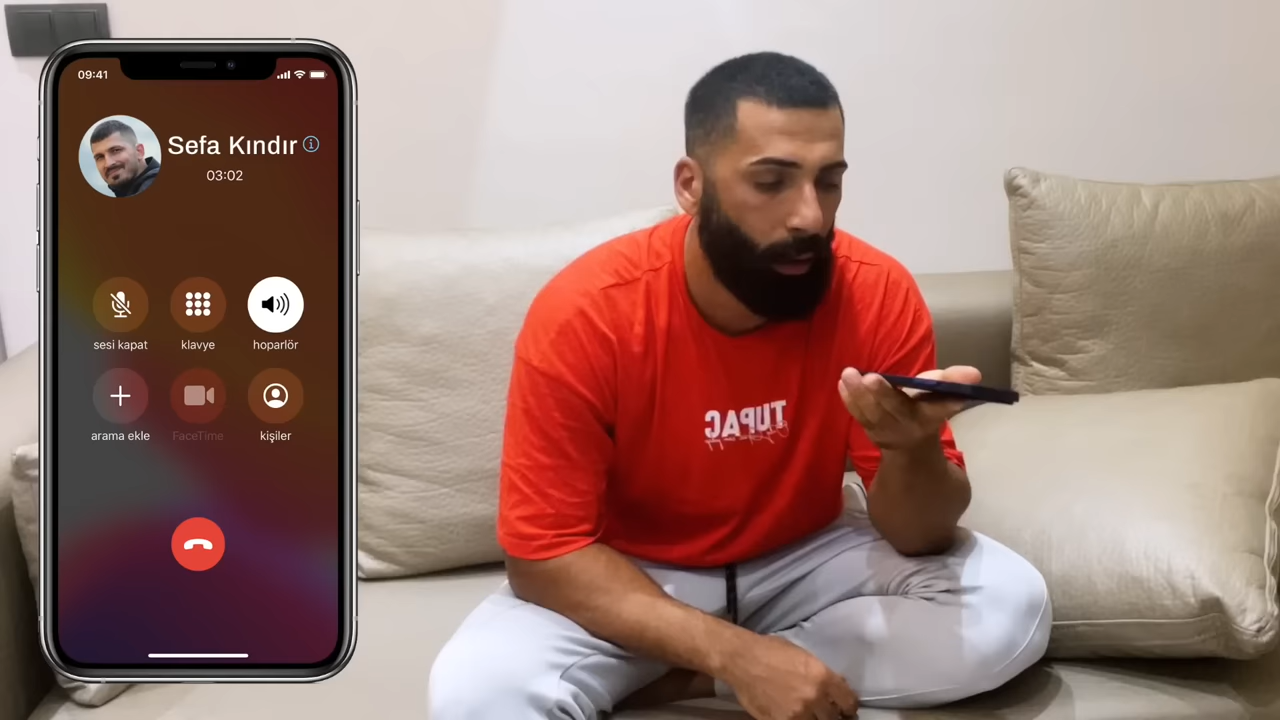 09:41
Sefa Kındır
03:02
sesi kapat
klavye
hoparlör
arama ekle
FaceTime
kişiler
TUPAC